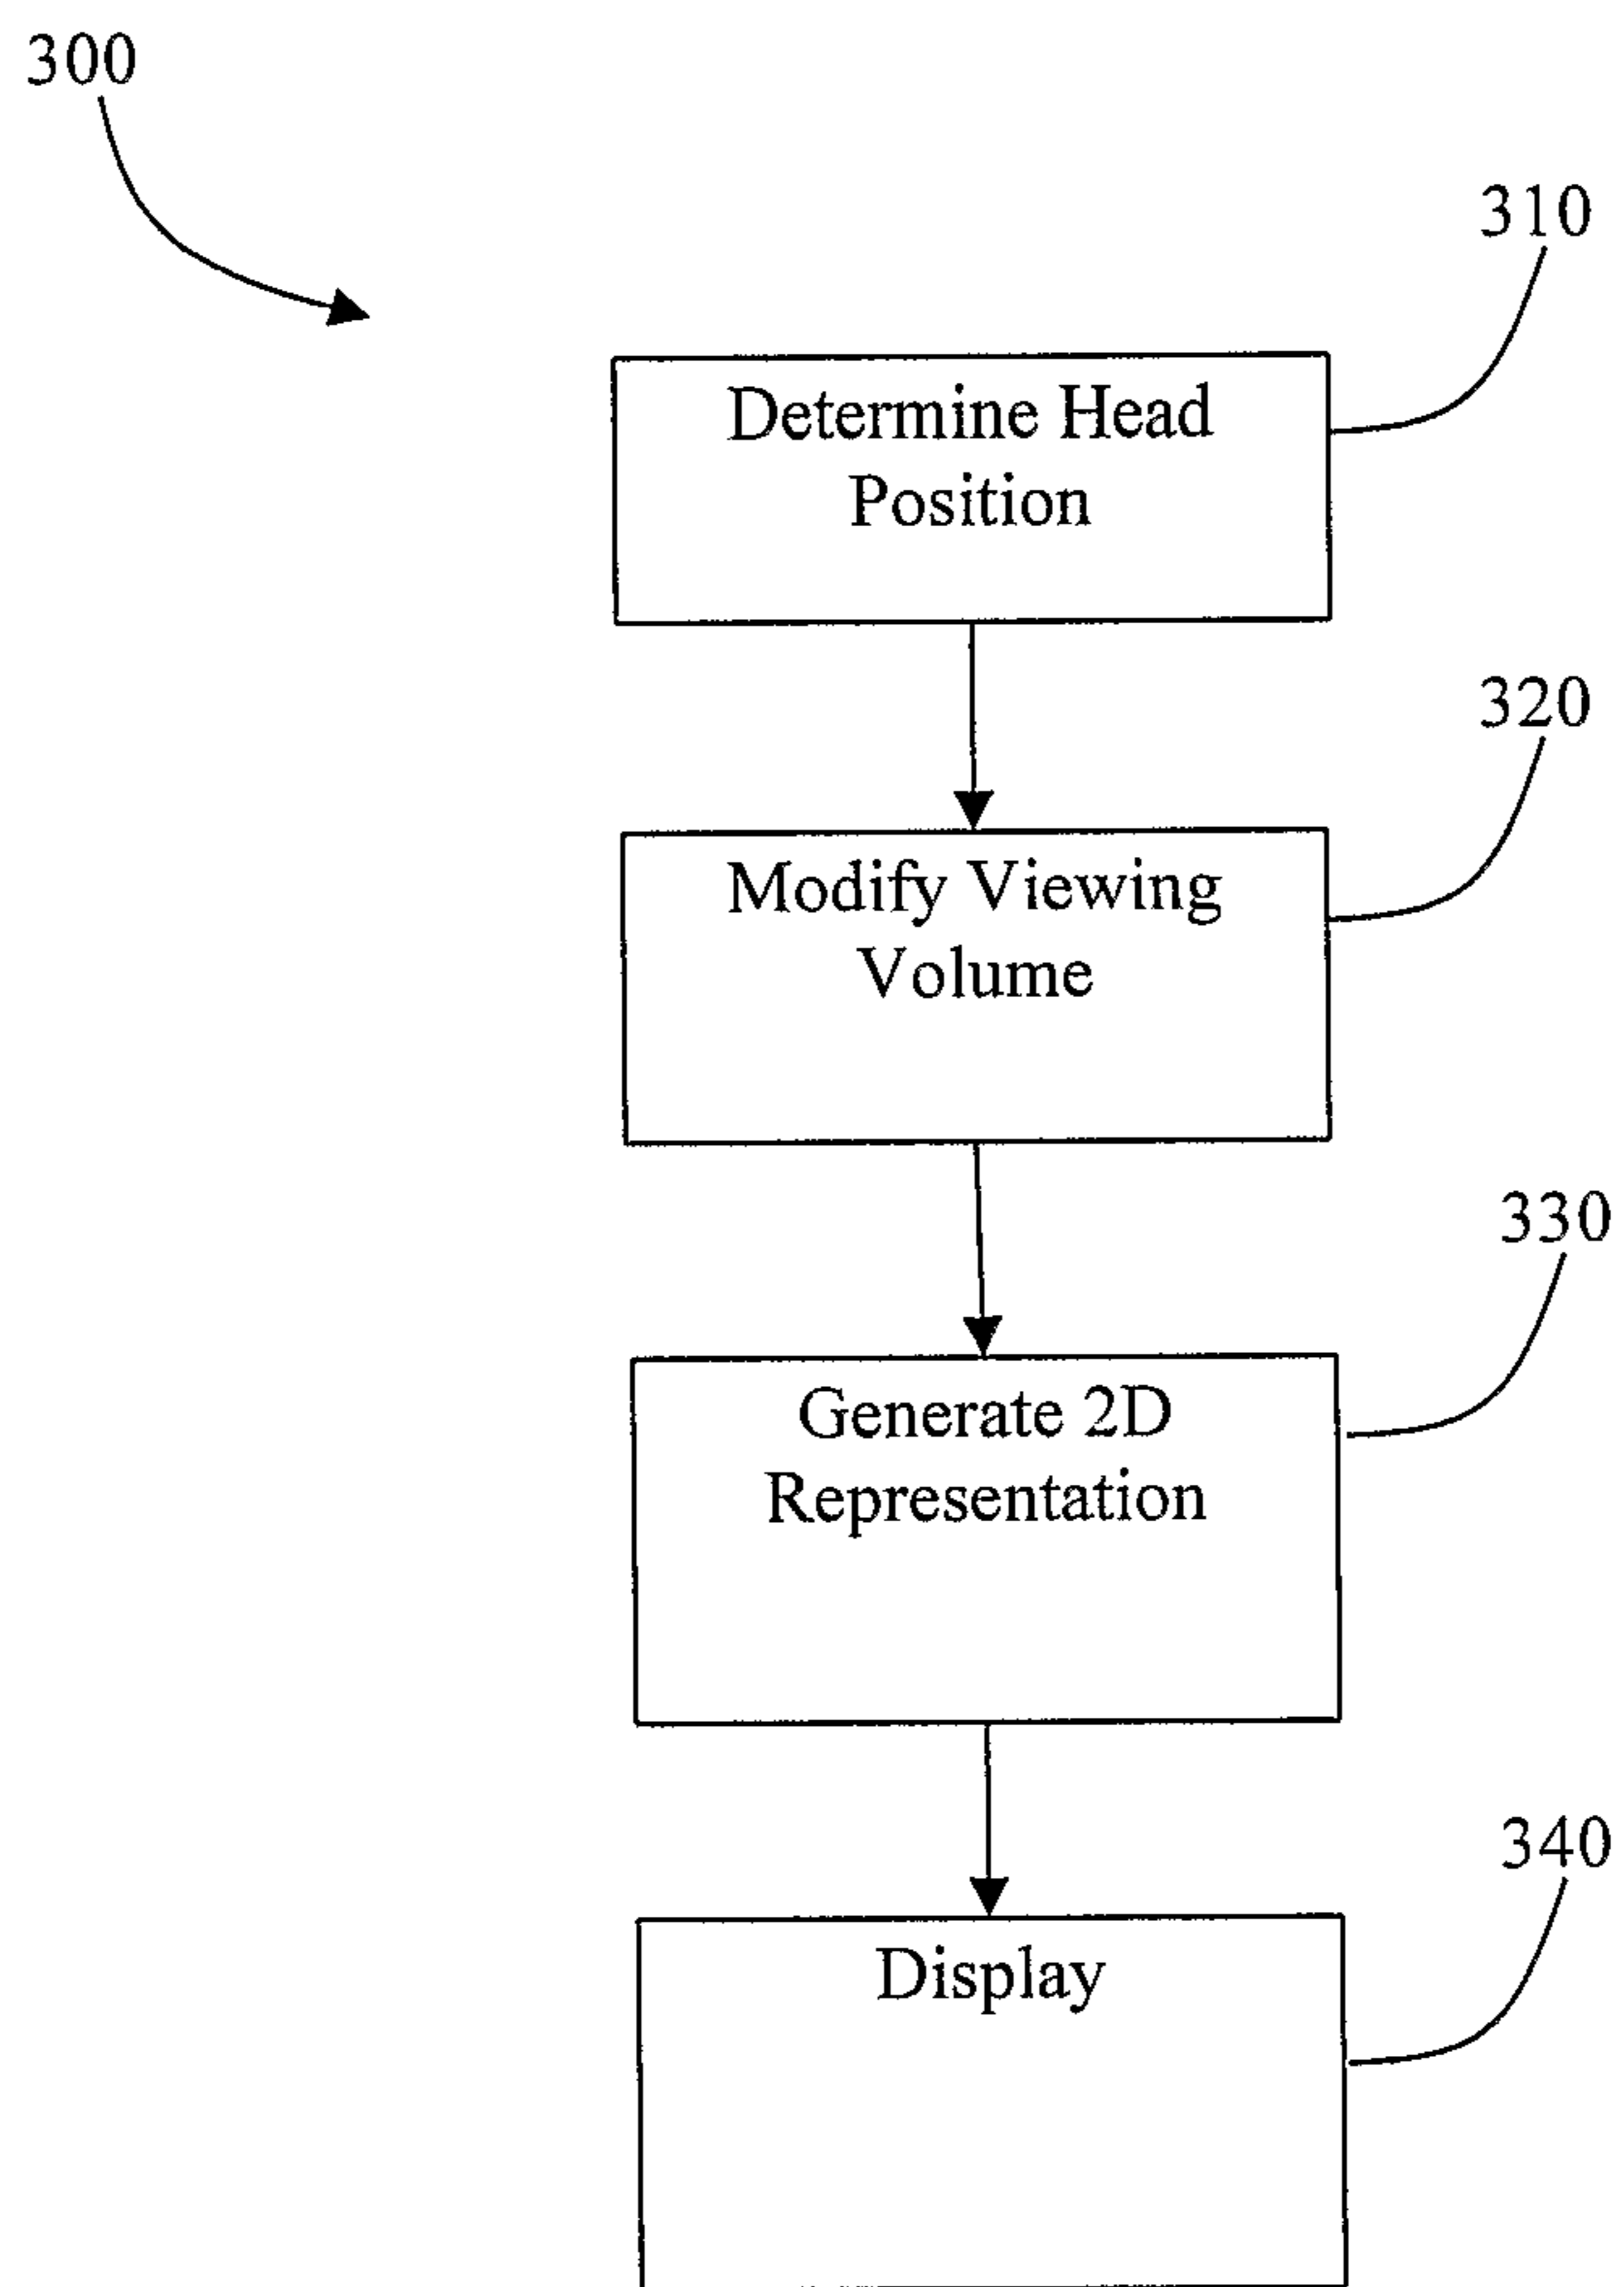 300
310
Determine Head
Position
320
Modify Viewing
Volume
330
Generate 2D
Representation
340
Display